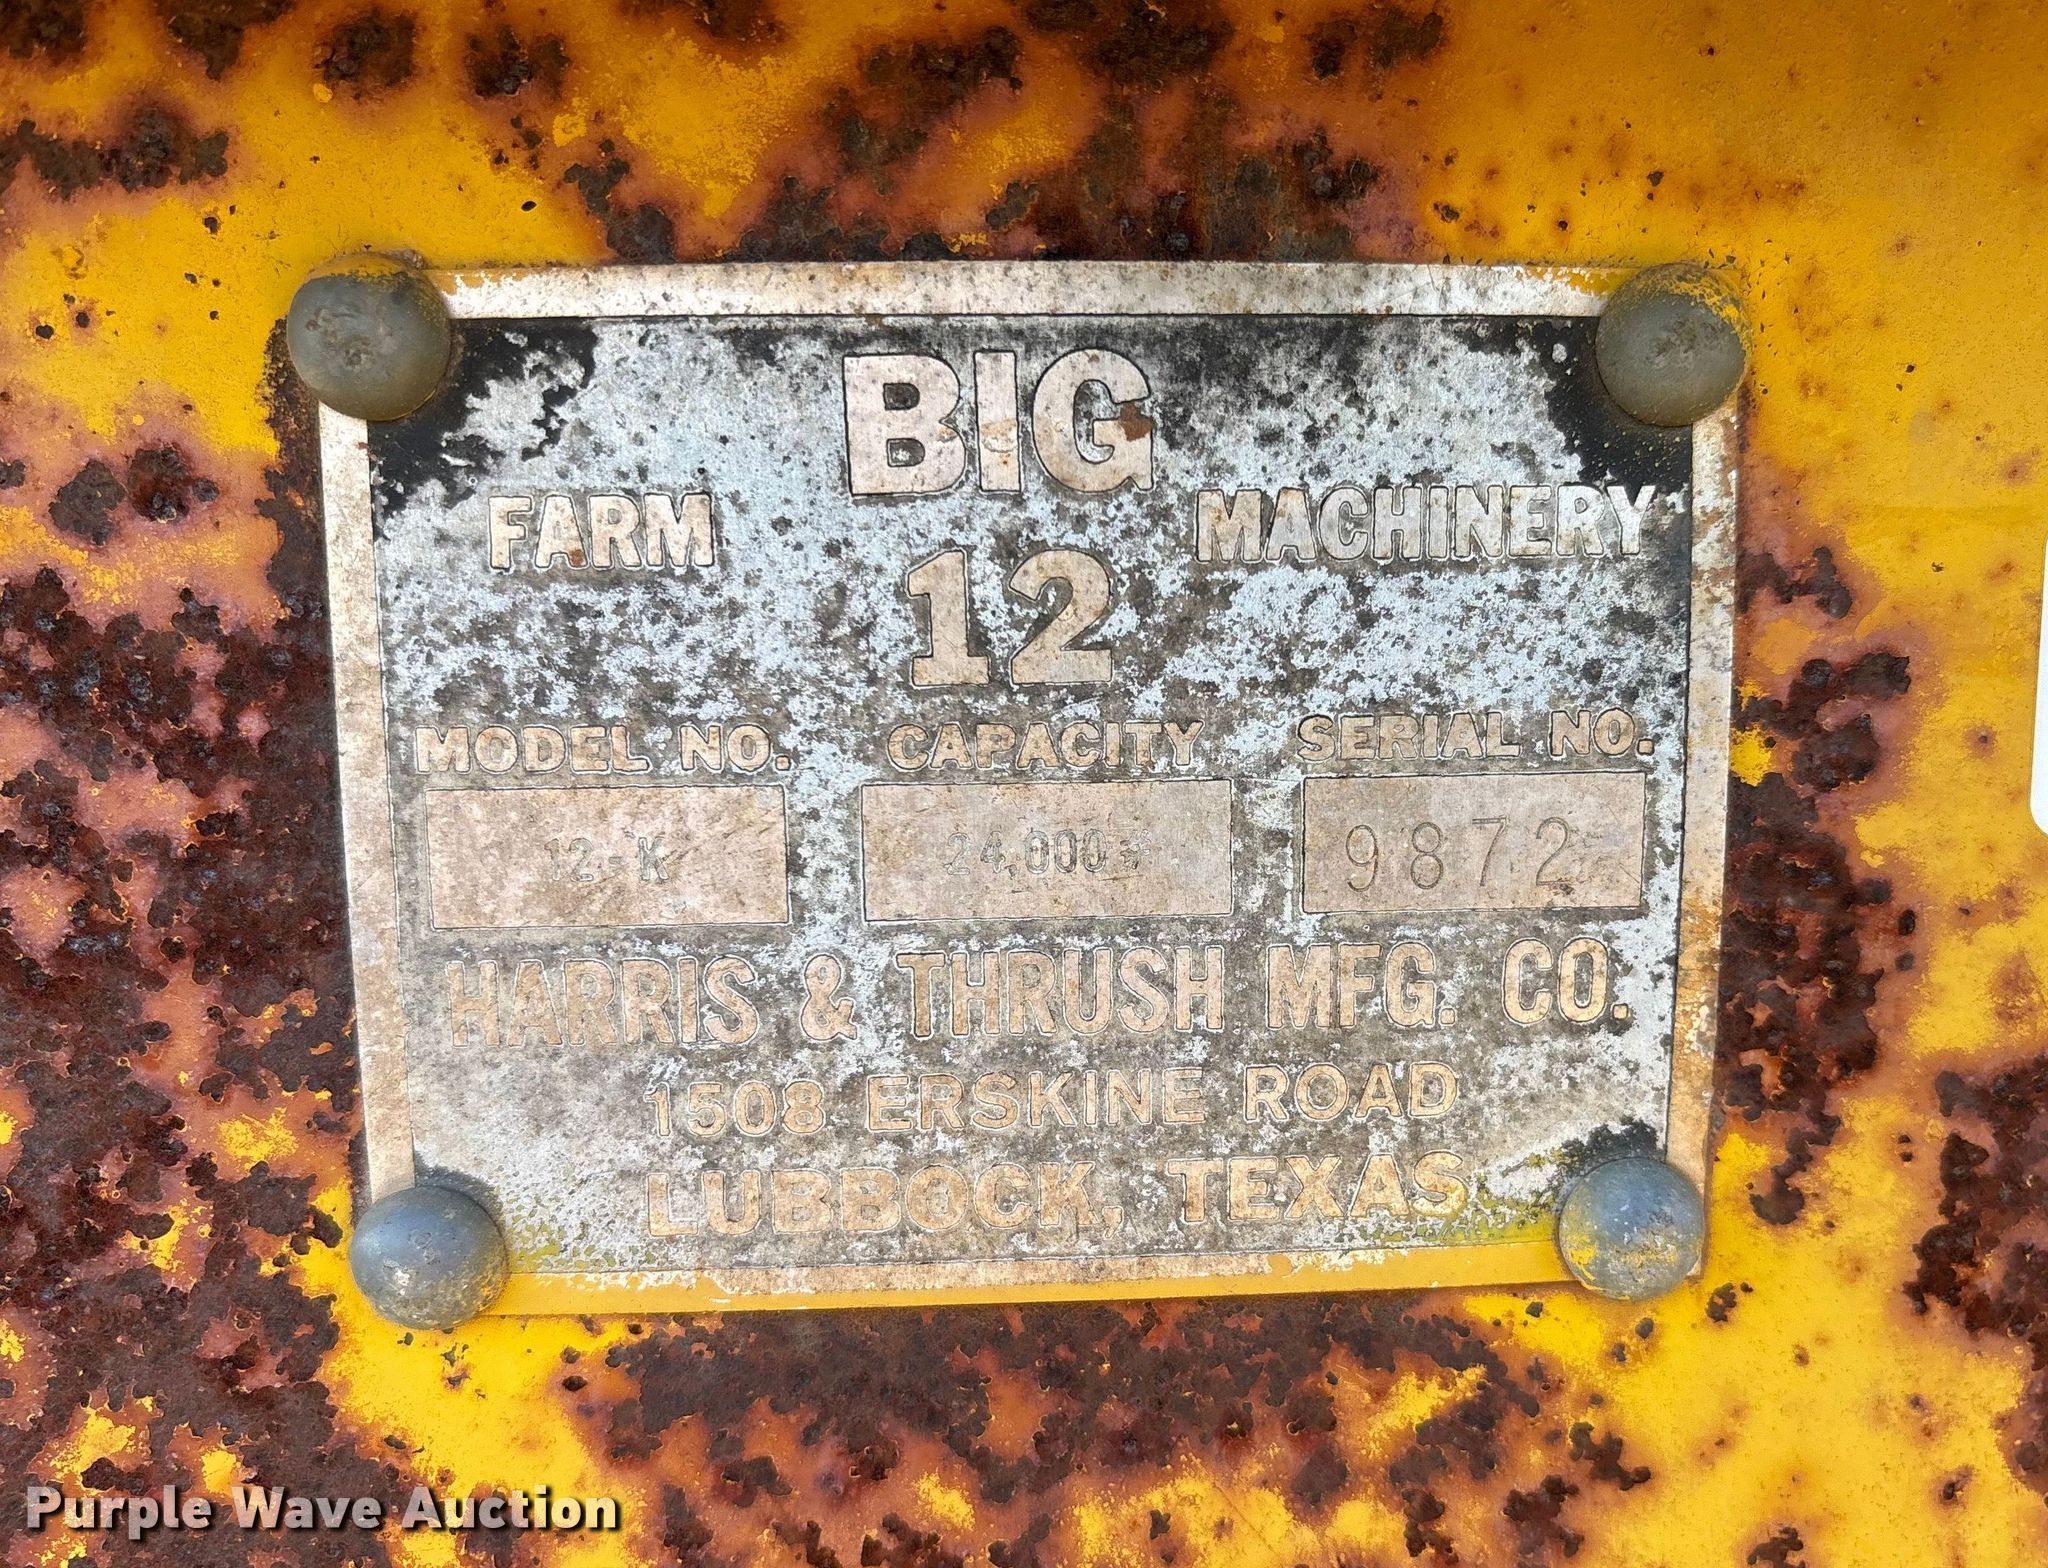 BIG
FARM MACHINERY
12
MODEL NO. CAPACITY SERIAL NO.
12-K 24,000# 9872
HARRIS & THRUSH MFG. CO.
1508 ERSKINE ROAD
LUBBOCK, TEXAS
Purple Wave Auction